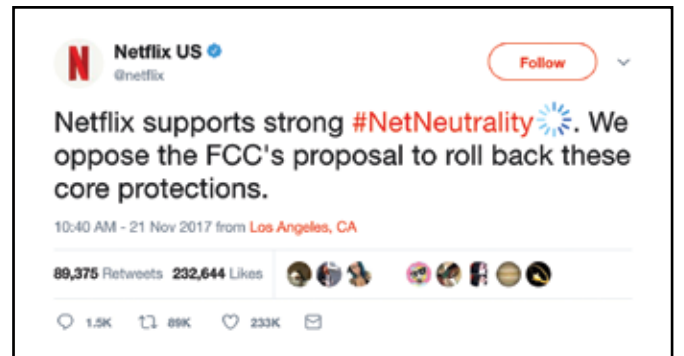 Netflix US
@netflix
Follow
Netflix supports strong #NetNeutrality. We
oppose the FCC's proposal to roll back these
core protections.
10:40 AM - 21 Nov 2017 from Los Angeles, CA
89,375 Retweets 232,644 Likes
1.5K 89K 233K